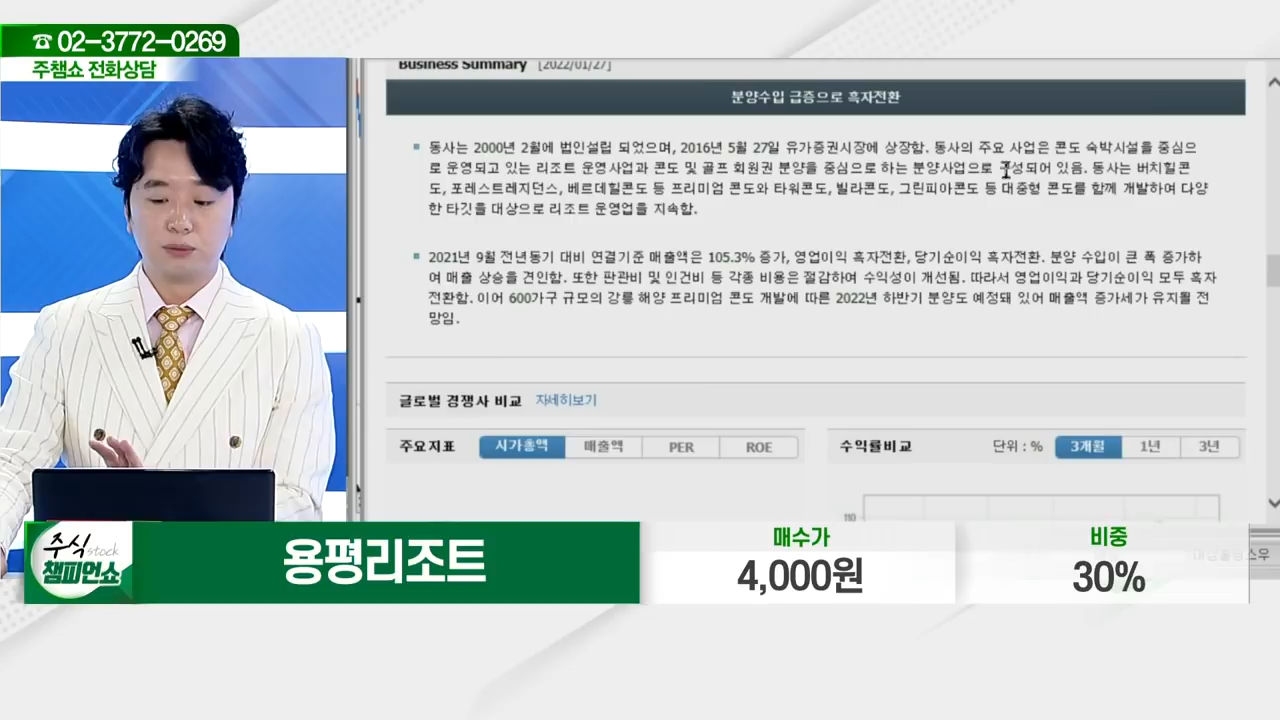 ☎ 02-3772-0269
주챔쇼 전화상담
Business Summary [2022/01/27]
분양수입 급증으로 흑자전환
동사는 2000년 2월에 법인설립 되었으며, 2016년 5월 27일 유가증권시장에 상장함. 동사의 주요 사업은 콘도 숙박시설을 중심으
로 운영되고 있는 리조트 운영사업과 콘도 및 골프 회원권 분양을 중심으로 하는 분양사업으로 구성되어 있음. 동사는 버치힐콘
도, 포레스트레지던스, 베르데힐콘도 등 프리미엄 콘도와 타워콘도, 빌라콘도, 그린피아콘도 등 대중형 콘도를 함께 개발하여 다양
한 타깃을 대상으로 리조트 운영업을 지속함.
2021년 9월 전년동기 대비 연결기준 매출액은 105.3% 증가, 영업이익 흑자전환, 당기순이익 흑자전환. 분양 수입이 큰 폭 증가하
여 매출 상승을 견인함. 또한 판관비 및 인건비 등 각종 비용은 절감하여 수익성이 개선됨. 따라서 영업이익과 당기순이익 모두 흑자
전환함. 이어 600가구 규모의 강릉 해양 프리미엄 콘도 개발에 따른 2022년 하반기 분양도 예정돼 있어 매출액 증가세가 유지될 전
망임.
글로벌 경쟁사 비교 자세히보기
주요지표 시가총액 매출액 PER ROE
수익률비교 단위 : % 3개월 1년 3년
110
주식 stock
챔피언쇼
용평리조트
매수가
4,000원
비중
30%